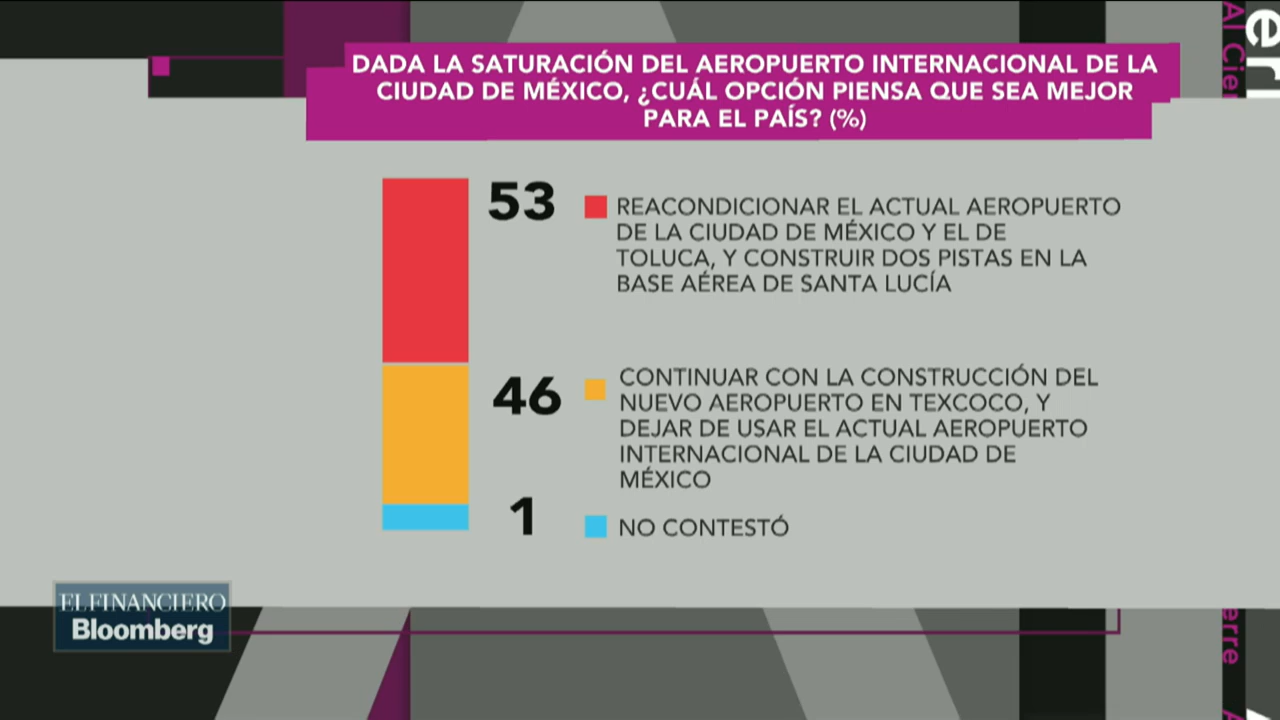 DADA LA SATURACIÓN DEL AEROPUERTO INTERNACIONAL DE LA
CIUDAD DE MÉXICO, ¿CUÁL OPCIÓN PIENSA QUE SEA MEJOR
PARA EL PAÍS? (%)
53
REACONDICIONAR EL ACTUAL AEROPUERTO
DE LA CIUDAD DE MÉXICO Y EL DE
TOLUCA, Y CONSTRUIR DOS PISTAS EN LA
BASE AÉREA DE SANTA LUCÍA
46
CONTINUAR CON LA CONSTRUCCIÓN DEL
NUEVO AEROPUERTO EN TEXCOCO, Y
DEJAR DE USAR EL ACTUAL AEROPUERTO
INTERNACIONAL DE LA CIUDAD DE
MÉXICO
1
NO CONTESTÓ
EL FINANCIERO
Bloomberg
Al Cie
erre